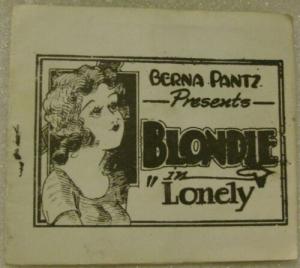 BERNA PANTZ
Presents
BLONDIE
"in
Lonely